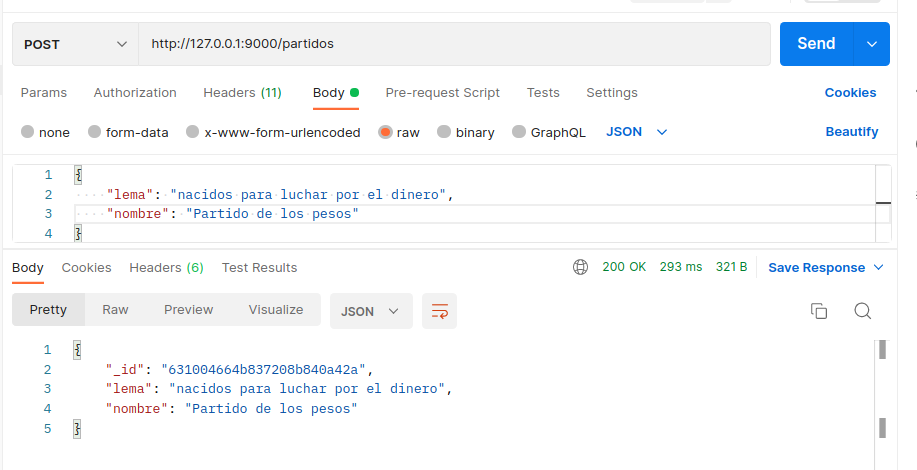 POST http://127.0.0.1:9000/partidos Send
Params Authorization Headers (11) Body Pre-request Script Tests Settings Cookies
none form-data x-www-form-urlencoded raw binary GraphQL JSON Beautify
1 {
2 "lema": "nacidos para luchar por el dinero",
3 "nombre": "Partido de los pesos"
4 }
Body Cookies Headers (6) Test Results 200 OK 293 ms 321 B Save Response
Pretty Raw Preview Visualize JSON
1 {
2 "_id": "631004664b837208b840a42a",
3 "lema": "nacidos para luchar por el dinero",
4 "nombre": "Partido de los pesos"
5 }